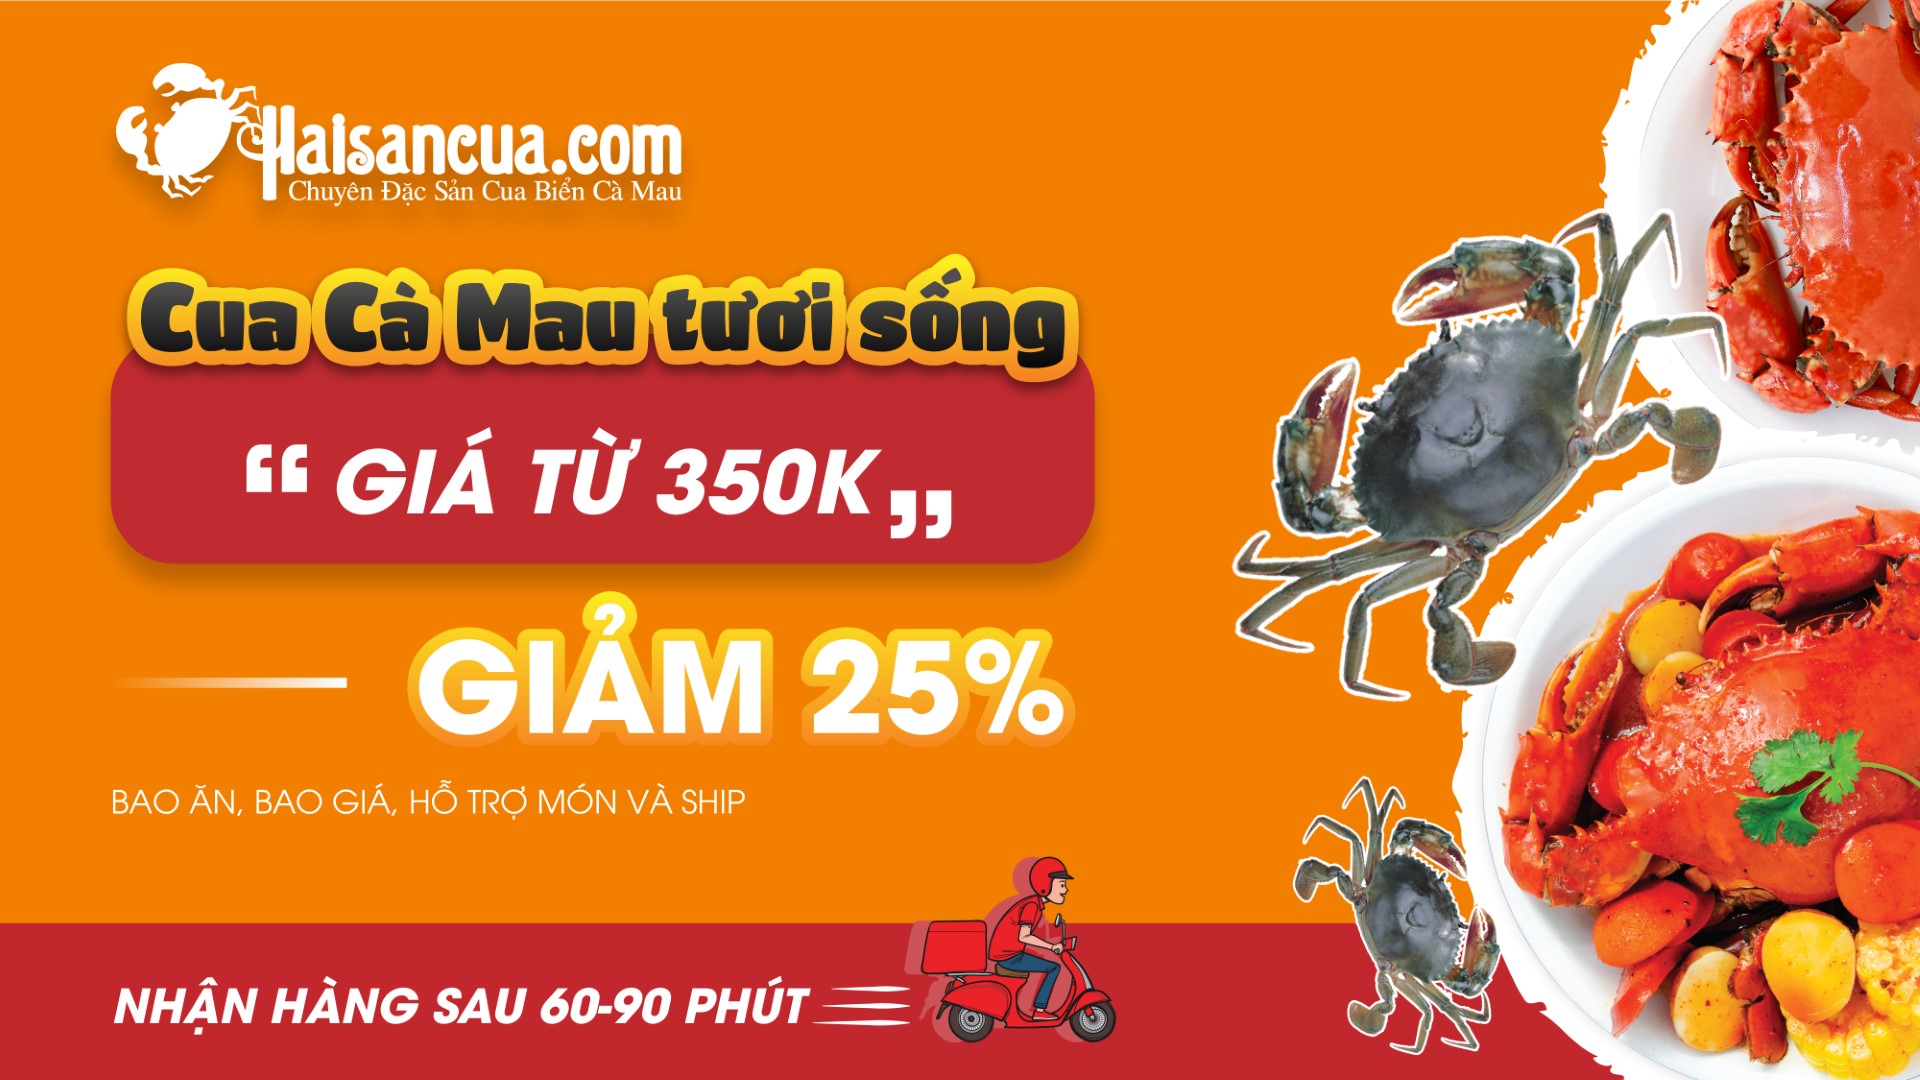 Haisancua.com
Chuyên Đặc Sản Cua Biển Cà Mau
Cua Cà Mau tươi sống
“ GIÁ TỪ 350K „
GIẢM 25%
BAO ĂN, BAO GIÁ, HỖ TRỢ MÓN VÀ SHIP
NHẬN HÀNG SAU 60-90 PHÚT